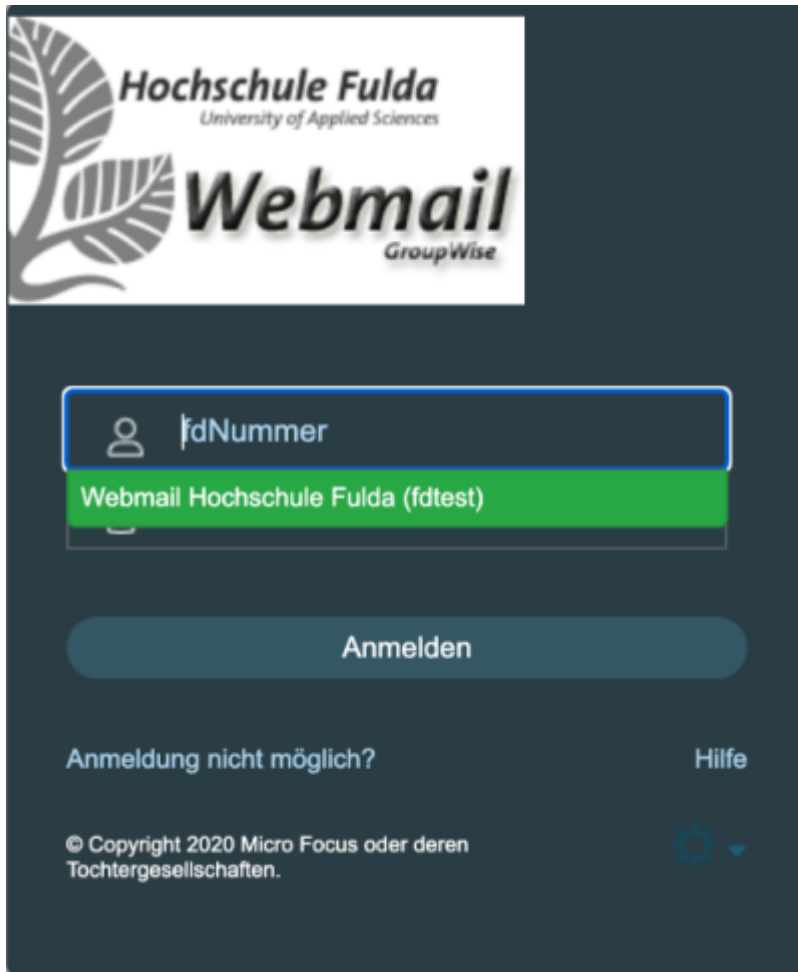 Hochschule Fulda
University of Applied Sciences
Webmail
GroupWise
fdNummer
Webmail Hochschule Fulda (fdtest)
Anmelden
Anmeldung nicht möglich?
Hilfe
© Copyright 2020 Micro Focus oder deren
Tochtergesellschaften.